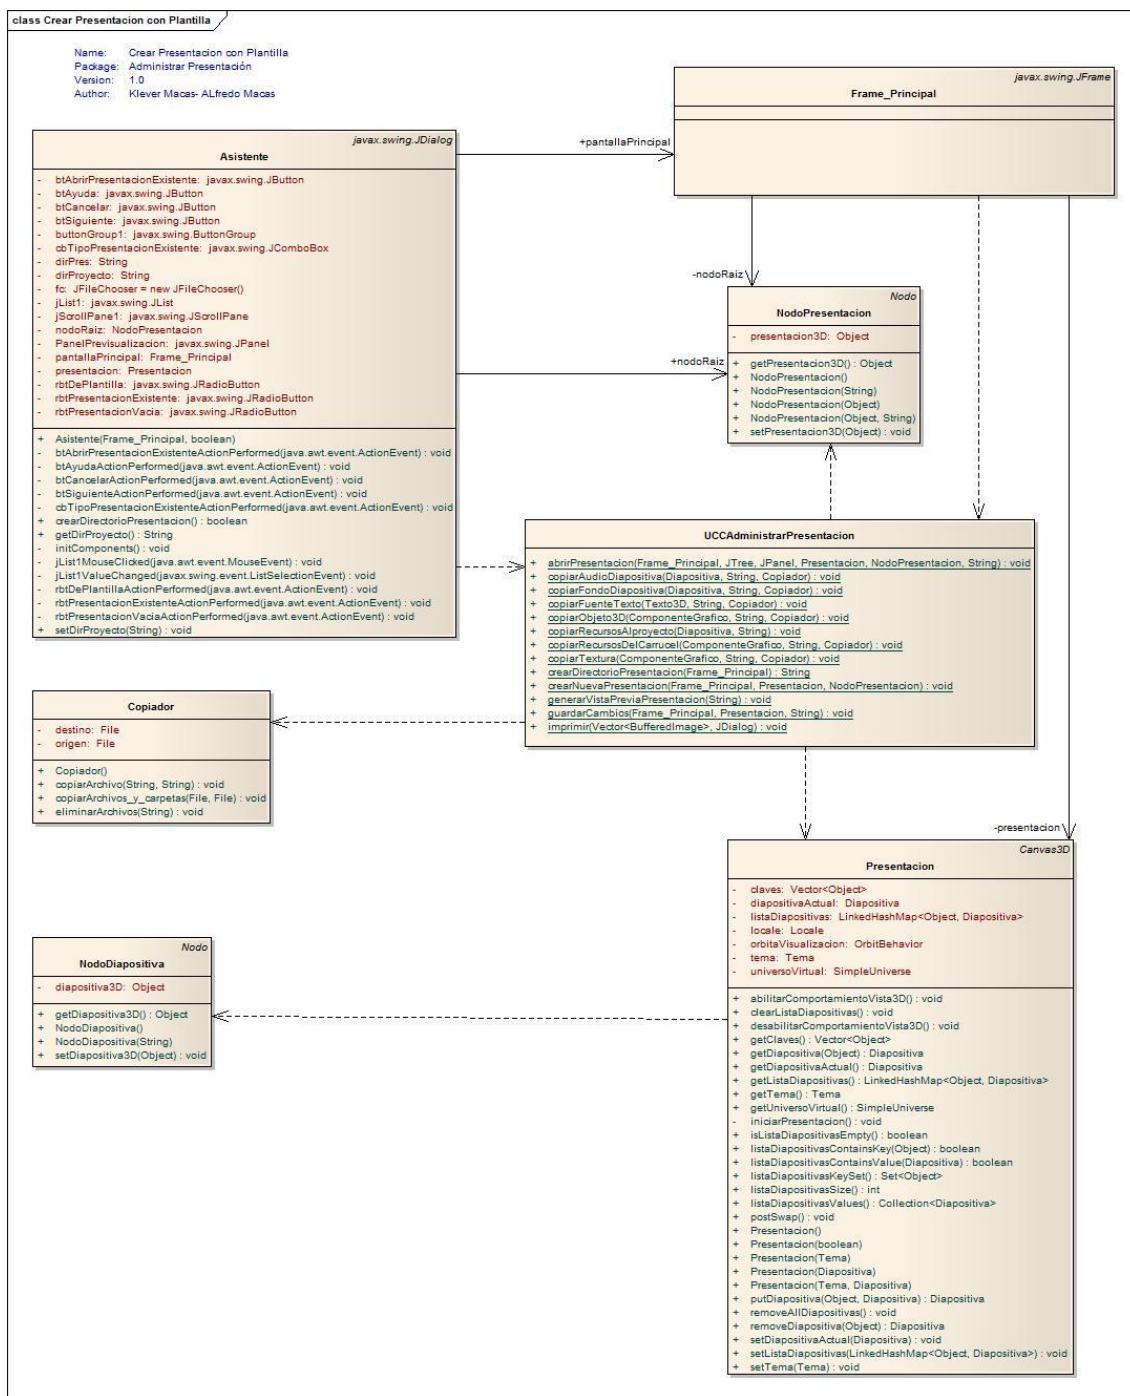 class Crear Presentacion con Plantilla
Name: Crear Presentacion con Plantilla
Package: Administrar Presentación
Version: 1.0
Author: Klever Macas- ALfredo Macas
javax.swing.JFrame
Frame_Principal
+pantallaPrincipal
javax.swing.JDialog
Asistente
- btAbrirPresentacionExistente: javax.swing.JButton
- btAyuda: javax.swing.JButton
- btCancelar: javax.swing.JButton
- btSiguiente: javax.swing.JButton
- buttonGroup1: javax.swing.ButtonGroup
- cbTipoPresentacionExistente: javax.swing.JComboBox
- dirPres: String
- dirProyecto: String
- fc: JFileChooser = new JFileChooser()
- jList1: javax.swing.JList
- jScrollPane1: javax.swing.JScrollPane
- nodoRaiz: NodoPresentacion
- PanelPrevisualizacion: javax.swing.JPanel
- pantallaPrincipal: Frame_Principal
- presentacion: Presentacion
- rbtDePlantilla: javax.swing.JRadioButton
- rbtPresentacionExistente: javax.swing.JRadioButton
- rbtPresentacionVacia: javax.swing.JRadioButton
+ Asistente(Frame_Principal, boolean)
- btAbrirPresentacionExistenteActionPerformed(java.awt.event.ActionEvent) : void
- btAyudaActionPerformed(java.awt.event.ActionEvent) : void
- btCancelarActionPerformed(java.awt.event.ActionEvent) : void
- btSiguienteActionPerformed(java.awt.event.ActionEvent) : void
- cbTipoPresentacionExistenteActionPerformed(java.awt.event.ActionEvent) : void
+ crearDirectorioPresentacion() : boolean
+ getDirProyecto() : String
- initComponents() : void
- jList1MouseClicked(java.awt.event.MouseEvent) : void
- jList1ValueChanged(javax.swing.event.ListSelectionEvent) : void
- rbtDePlantillaActionPerformed(java.awt.event.ActionEvent) : void
- rbtPresentacionExistenteActionPerformed(java.awt.event.ActionEvent) : void
- rbtPresentacionVaciaActionPerformed(java.awt.event.ActionEvent) : void
+ setDirProyecto(String) : void
-nodoRaiz
+nodoRaiz
Nodo
NodoPresentacion
- presentacion3D: Object
+ getPresentacion3D() : Object
+ NodoPresentacion()
+ NodoPresentacion(String)
+ NodoPresentacion(Object)
+ NodoPresentacion(Object, String)
+ setPresentacion3D(Object) : void
UCCAdministrarPresentacion
+ abrirPresentacion(Frame_Principal, JTree, JPanel, Presentacion, NodoPresentacion, String) : void
+ copiarAudioDiapositiva(Diapositiva, String, Copiador) : void
+ copiarFondoDiapositiva(Diapositiva, String, Copiador) : void
+ copiarFuenteTexto(Texto3D, String, Copiador) : void
+ copiarObjeto3D(ComponenteGrafico, String, Copiador) : void
+ copiarRecursosAlproyecto(Diapositiva, String) : void
+ copiarRecursosDelCarrucel(ComponenteGrafico, String, Copiador) : void
+ copiarTextura(ComponenteGrafico, String, Copiador) : void
+ crearDirectorioPresentacion(Frame_Principal) : String
+ crearNuevaPresentacion(Frame_Principal, Presentacion, NodoPresentacion) : void
+ generarVistaPreviaPresentacion(String) : void
+ guardarCambios(Frame_Principal, Presentacion, String) : void
+ imprimir(Vector<BufferedImage>, JDialog) : void
Copiador
- destino: File
- origen: File
+ Copiador()
+ copiarArchivo(String, String) : void
+ copiarArchivos_y_carpetas(File, File) : void
+ eliminarArchivos(String) : void
-presentacion
Canvas3D
Presentacion
- claves: Vector<Object>
- diapositivaActual: Diapositiva
- listaDiapositivas: LinkedHashMap<Object, Diapositiva>
- locale: Locale
- orbitaVisualizacion: OrbitBehavior
- tema: Tema
- universoVirtual: SimpleUniverse
+ abilitarComportamientoVista3D() : void
+ clearListaDiapositivas() : void
+ desabilitarComportamientoVista3D() : void
+ getClaves() : Vector<Object>
+ getDiapositiva(Object) : Diapositiva
+ getDiapositivaActual() : Diapositiva
+ getListaDiapositivas() : LinkedHashMap<Object, Diapositiva>
+ getTema() : Tema
+ getUniversoVirtual() : SimpleUniverse
- iniciarPresentacion() : void
+ isListaDiapositivasEmpty() : boolean
+ listaDiapositivasContainsKey(Object) : boolean
+ listaDiapositivasContainsValue(Diapositiva) : boolean
+ listaDiapositivasKeySet() : Set<Object>
+ listaDiapositivasSize() : int
+ listaDiapositivasValues() : Collection<Diapositiva>
+ postSwap() : void
+ Presentacion()
+ Presentacion(boolean)
+ Presentacion(Tema)
+ Presentacion(Diapositiva)
+ Presentacion(Tema, Diapositiva)
+ putDiapositiva(Object, Diapositiva) : Diapositiva
+ removeAllDiapositivas() : void
+ removeDiapositiva(Object) : Diapositiva
+ setDiapositivaActual(Diapositiva) : void
+ setListaDiapositivas(LinkedHashMap<Object, Diapositiva>) : void
+ setTema(Tema) : void
Nodo
NodoDiapositiva
- diapositiva3D: Object
+ getDiapositiva3D() : Object
+ NodoDiapositiva()
+ NodoDiapositiva(String)
+ setDiapositiva3D(Object) : void